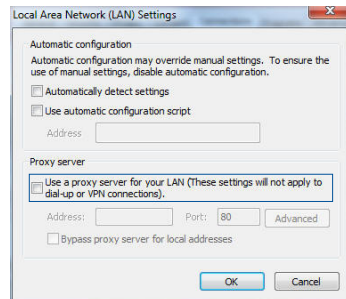 Local Area Network (LAN) Settings
Automatic configuration
Automatic configuration may override manual settings. To ensure the
use of manual settings, disable automatic configuration.
Automatically detect settings
Use automatic configuration script
Address
Proxy server
Use a proxy server for your LAN (These settings will not apply to
dial-up or VPN connections).
Address: Port: 80 Advanced
Bypass proxy server for local addresses
OK Cancel